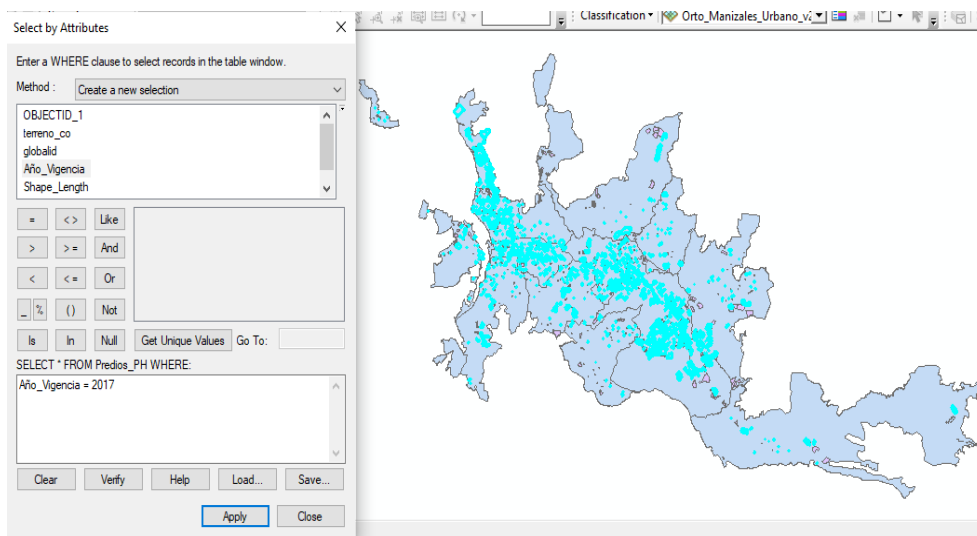 Classification ▾ Orto_Manizales_Urbano_v2
Select by Attributes X
Enter a WHERE clause to select records in the table window.
Method : Create a new selection
OBJECTID_1
terreno_co
globalid
Año_Vigencia
Shape_Length
= <> Like
> >= And
< <= Or
_ % () Not
Is In Null Get Unique Values Go To:
SELECT * FROM Predios_PH WHERE:
Año_Vigencia = 2017
Clear Verify Help Load... Save...
Apply Close